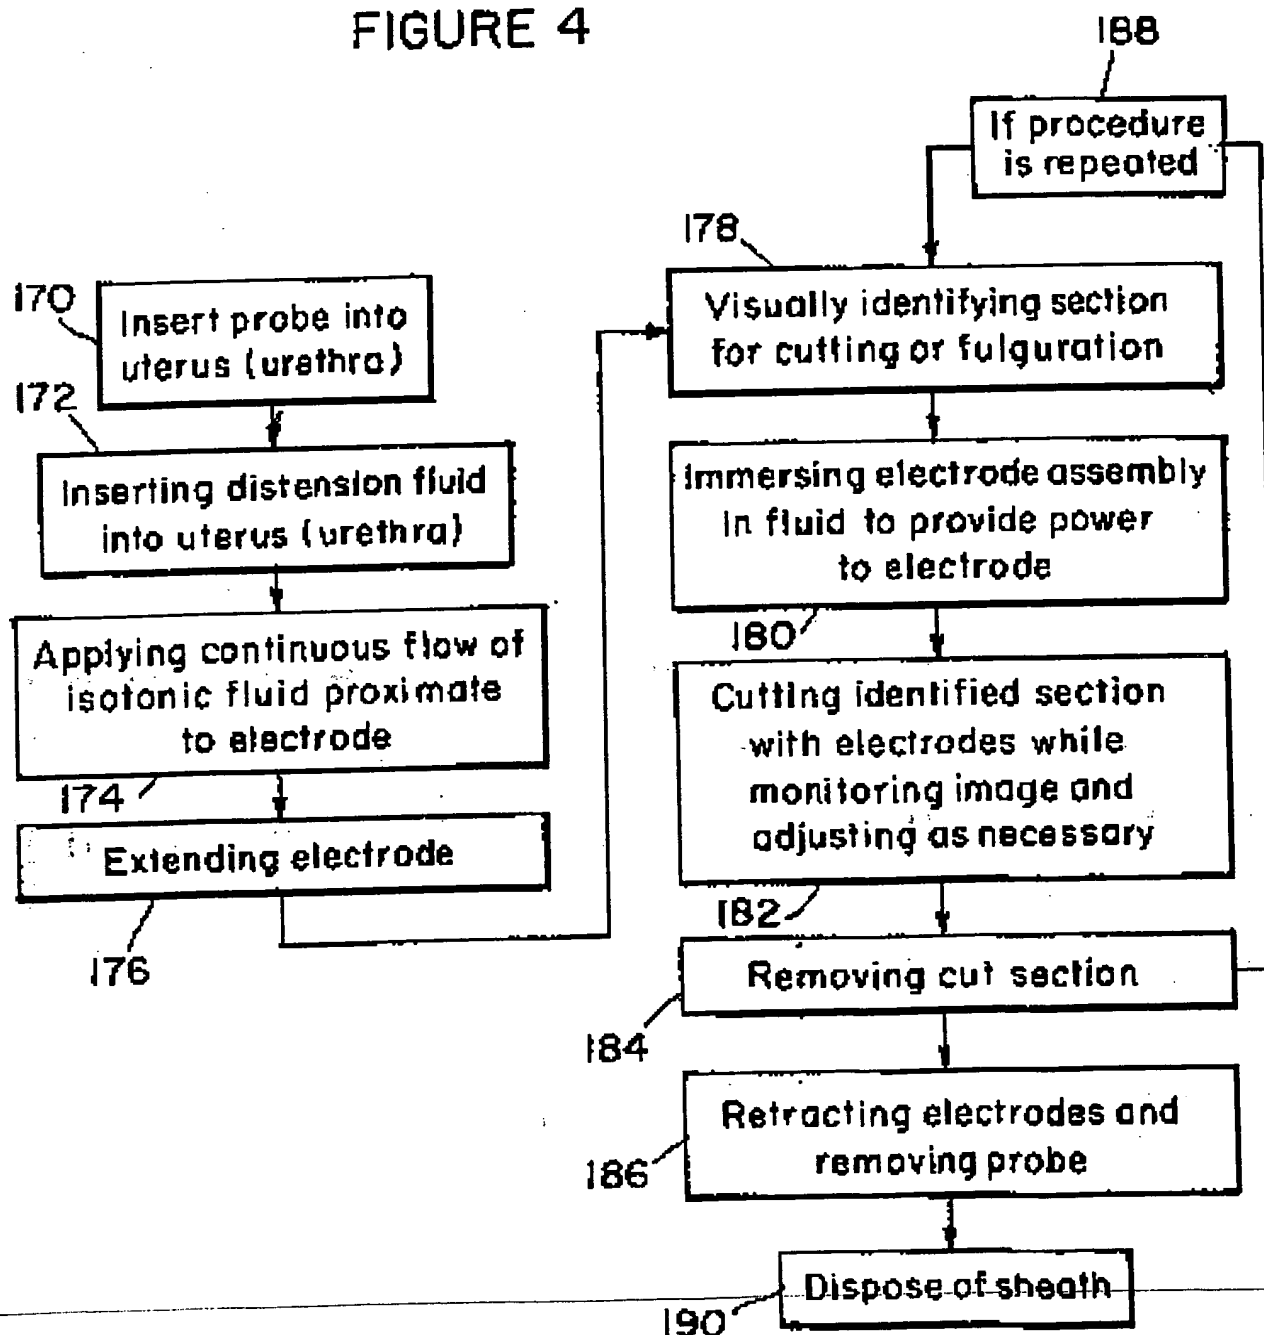 FIGURE 4
170
Insert probe into
uterus (urethra)
172
Inserting distension fluid
into uterus (urethra)
Applying continuous flow of
isotonic fluid proximate
to electrode
174
Extending electrode
176
188
If procedure
is repeated
178
Visually identifying section
for cutting or fulguration
Immersing electrode assembly
in fluid to provide power
to electrode
180
Cutting identified section
with electrodes while
monitoring image and
adjusting as necessary
182
Removing cut section
184
Retracting electrodes and
removing probe
186
Dispose of sheath
190